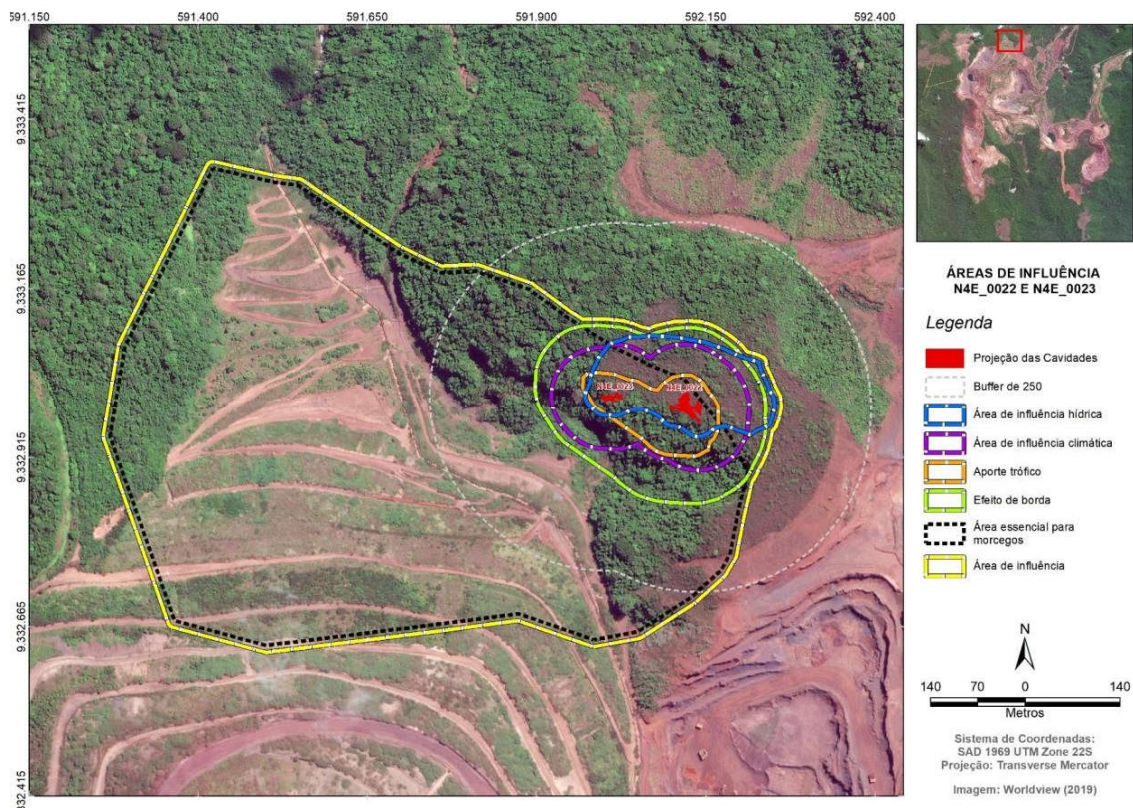 591.150
591.400
591.650
591.900
592.150
592.400
9.333.415
9.333.165
9.332.915
9.332.665
9.332.415
N4E_0023
N4E_0022
ÁREAS DE INFLUÊNCIA
N4E_0022 E N4E_0023
Legenda
Projeção das Cavidades
Buffer de 250
Área de influência hídrica
Área de influência climática
Aporte trófico
Efeito de borda
Área essencial para
morcegos
Área de influência
N
140 70 0 140
Metros
Sistema de Coordenadas:
SAD 1969 UTM Zone 22S
Projeção: Transverse Mercator
Imagem: Worldview (2019)